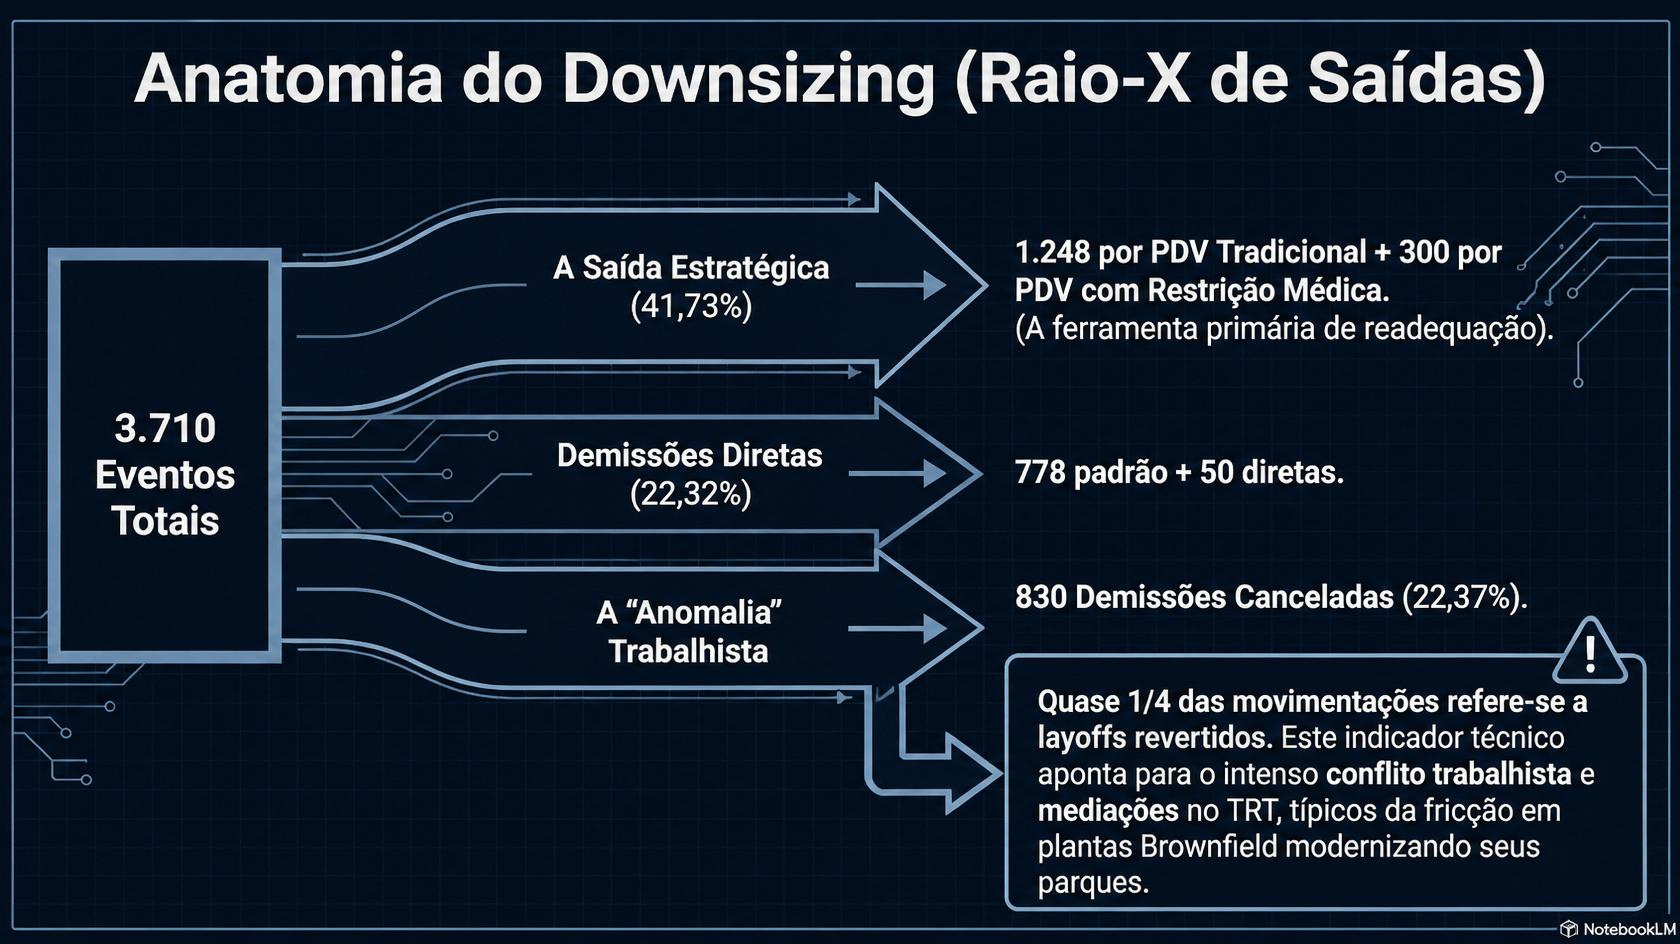 Anatomia do Downsizing (Raio-X de Saídas)
3.710
Eventos
Totais
A Saída Estratégica
(41,73%)
1.248 por PDV Tradicional + 300 por
PDV com Restrição Médica.
(A ferramenta primária de readequação).
Demissões Diretas
(22,32%)
778 padrão + 50 diretas.
A “Anomalia”
Trabalhista
830 Demissões Canceladas (22,37%).
!
Quase 1/4 das movimentações refere-se a
layoffs revertidos. Este indicador técnico
aponta para o intenso conflito trabalhista e
mediações no TRT, típicos da fricção em
plantas Brownfield modernizando seus
parques.
NotebookLM